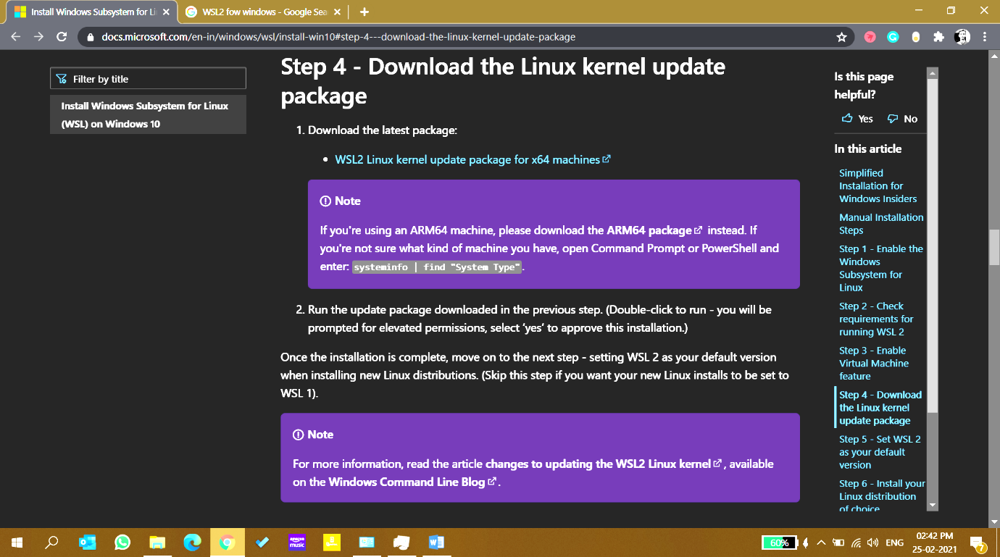 Install Windows Subsystem for Li
WSL2 fow windows - Google Sea
docs.microsoft.com/en-in/windows/wsl/install-win10#step-4---download-the-linux-kernel-update-package
Filter by title
Install Windows Subsystem for Linux
(WSL) on Windows 10
Step 4 - Download the Linux kernel update
package
1. Download the latest package:
• WSL2 Linux kernel update package for x64 machines
Note
If you're using an ARM64 machine, please download the ARM64 package instead. If
you're not sure what kind of machine you have, open Command Prompt or PowerShell and
enter: systeminfo | find "System Type".
2. Run the update package downloaded in the previous step. (Double-click to run - you will be
prompted for elevated permissions, select ‘yes’ to approve this installation.)
Once the installation is complete, move on to the next step - setting WSL 2 as your default version
when installing new Linux distributions. (Skip this step if you want your new Linux installs to be set to
WSL 1).
Note
For more information, read the article changes to updating the WSL2 Linux kernel, available
on the Windows Command Line Blog.
Is this page
helpful?
Yes No
In this article
Simplified
Installation for
Windows Insiders
Manual Installation
Steps
Step 1 - Enable the
Windows
Subsystem for
Linux
Step 2 - Check
requirements for
running WSL 2
Step 3 - Enable
Virtual Machine
feature
Step 4 - Download
the Linux kernel
update package
Step 5 - Set WSL 2
as your default
version
Step 6 - Install your
Linux distribution
of choice
amazon
music
60%
ENG
02:42 PM
25-02-2021
7